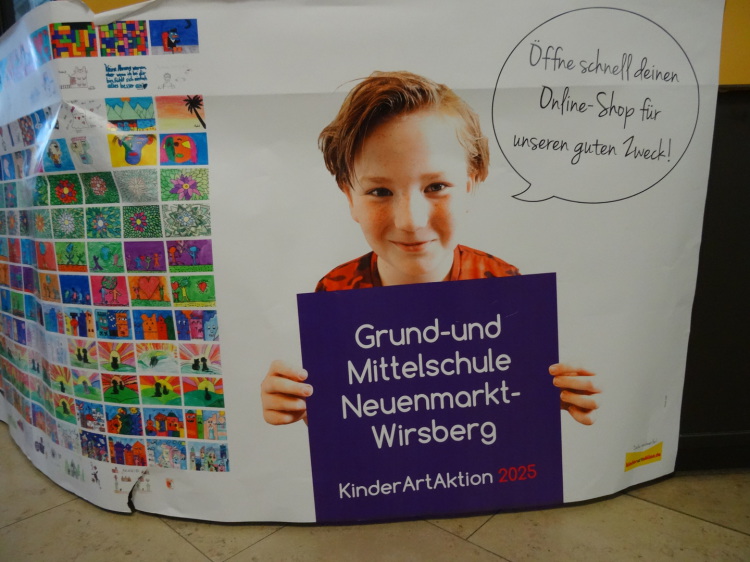 Öffne schnell deinen
Online-Shop für
unseren guten Zweck!
Grund-und
Mittelschule
Neuenmarkt-
Wirsberg
KinderArtAktion 2025